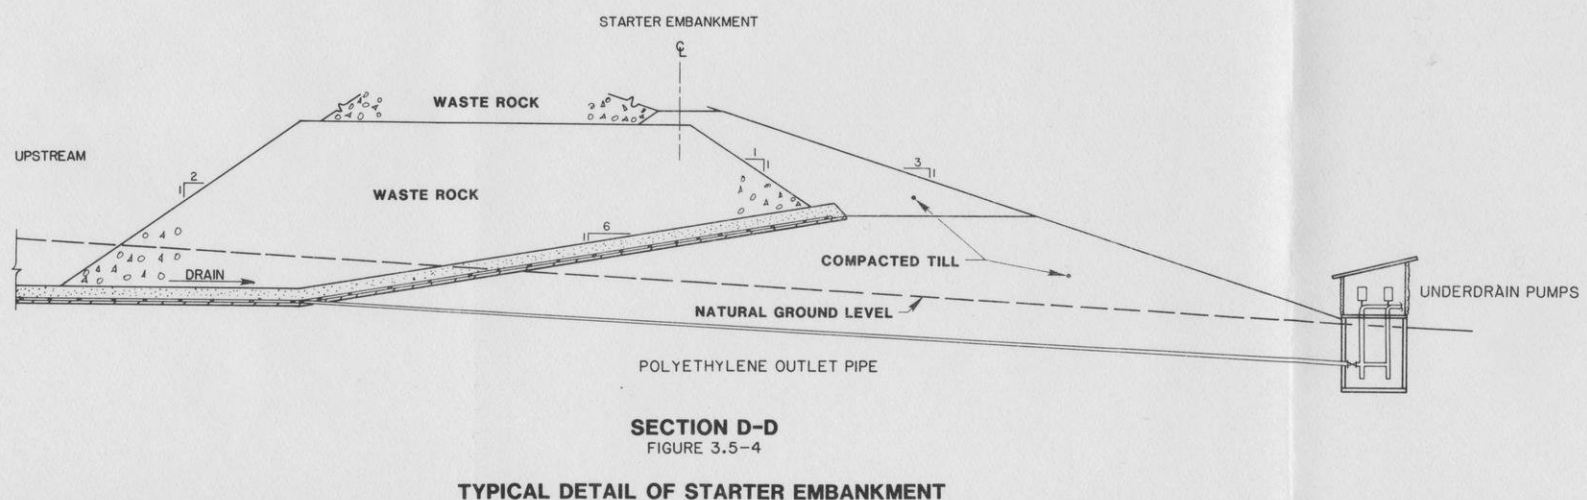 STARTER EMBANKMENT
℄
WASTE ROCK
UPSTREAM
1
2
WASTE ROCK
1
1
3
1
1
6
DRAIN
COMPACTED TILL
NATURAL GROUND LEVEL
UNDERDRAIN PUMPS
POLYETHYLENE OUTLET PIPE
SECTION D-D
FIGURE 3.5-4
TYPICAL DETAIL OF STARTER EMBANKMENT